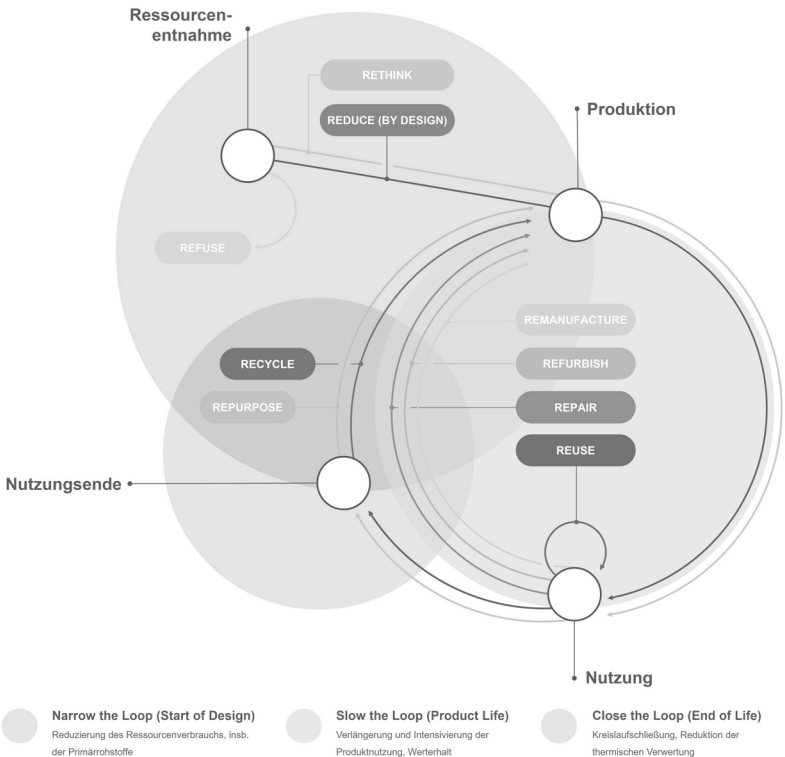 Ressourcen-
entnahme
RETHINK
REDUCE (BY DESIGN)
Produktion
REFUSE
REMANUFACTURE
RECYCLE
REFURBISH
REPURPOSE
REPAIR
REUSE
Nutzungsende
Nutzung
Narrow the Loop (Start of Design)
Reduzierung des Ressourcenverbrauchs, insb.
der Primärrohstoffe
Slow the Loop (Product Life)
Verlängerung und Intensivierung der
Produktnutzung, Werterhalt
Close the Loop (End of Life)
Kreislaufschließung, Reduktion der
thermischen Verwertung